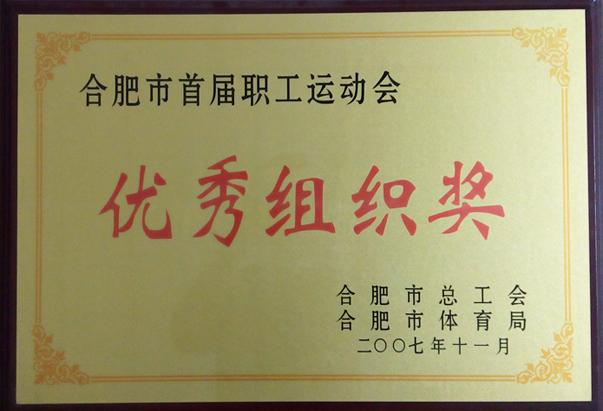 合肥市首届职工运动会
优秀组织奖
合肥市总工会
合肥市体育局
二〇〇七年十一月